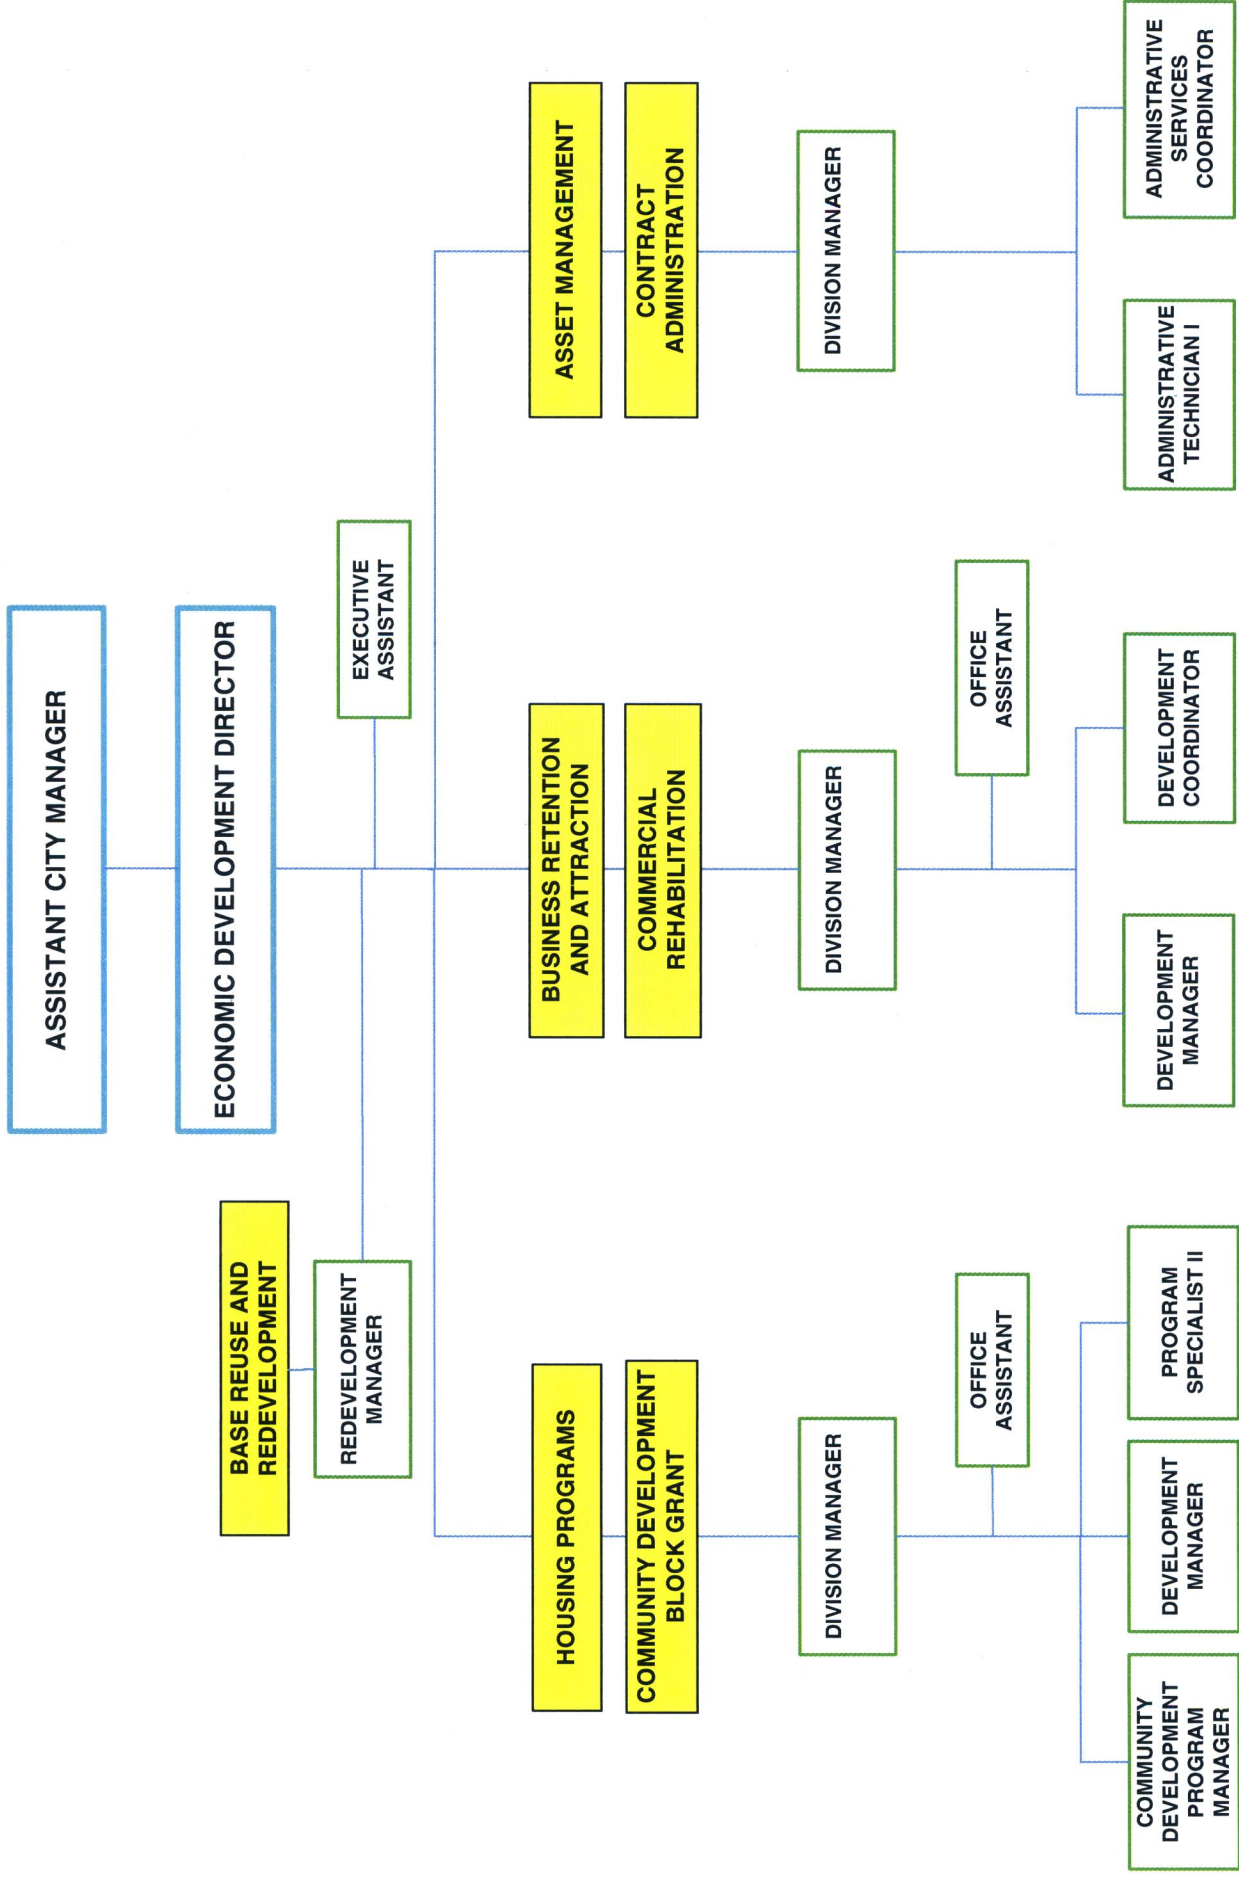 ASSISTANT CITY MANAGER
ECONOMIC DEVELOPMENT DIRECTOR
BASE REUSE AND
REDEVELOPMENT
REDEVELOPMENT
MANAGER
EXECUTIVE
ASSISTANT
HOUSING PROGRAMS
COMMUNITY DEVELOPMENT
BLOCK GRANT
DIVISION MANAGER
OFFICE
ASSISTANT
COMMUNITY
DEVELOPMENT
PROGRAM
MANAGER
DEVELOPMENT
MANAGER
PROGRAM
SPECIALIST II
BUSINESS RETENTION
AND ATTRACTION
COMMERCIAL
REHABILITATION
DIVISION MANAGER
OFFICE
ASSISTANT
DEVELOPMENT
MANAGER
DEVELOPMENT
COORDINATOR
ASSET MANAGEMENT
CONTRACT
ADMINISTRATION
DIVISION MANAGER
ADMINISTRATIVE
TECHNICIAN I
ADMINISTRATIVE
SERVICES
COORDINATOR